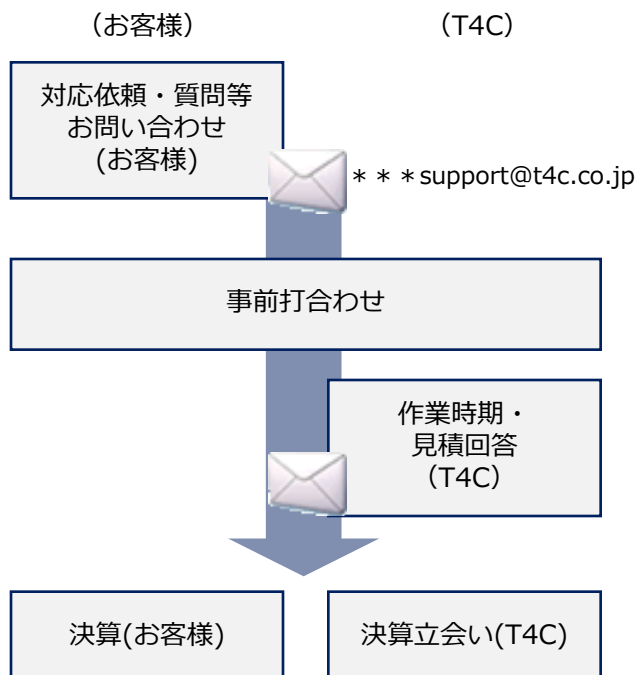 （お客様）
（T4C）
対応依頼・質問等
お問い合わせ
(お客様)
＊＊＊support@t4c.co.jp
事前打合わせ
作業時期・
見積回答
（T4C）
決算(お客様)
決算立会い(T4C)